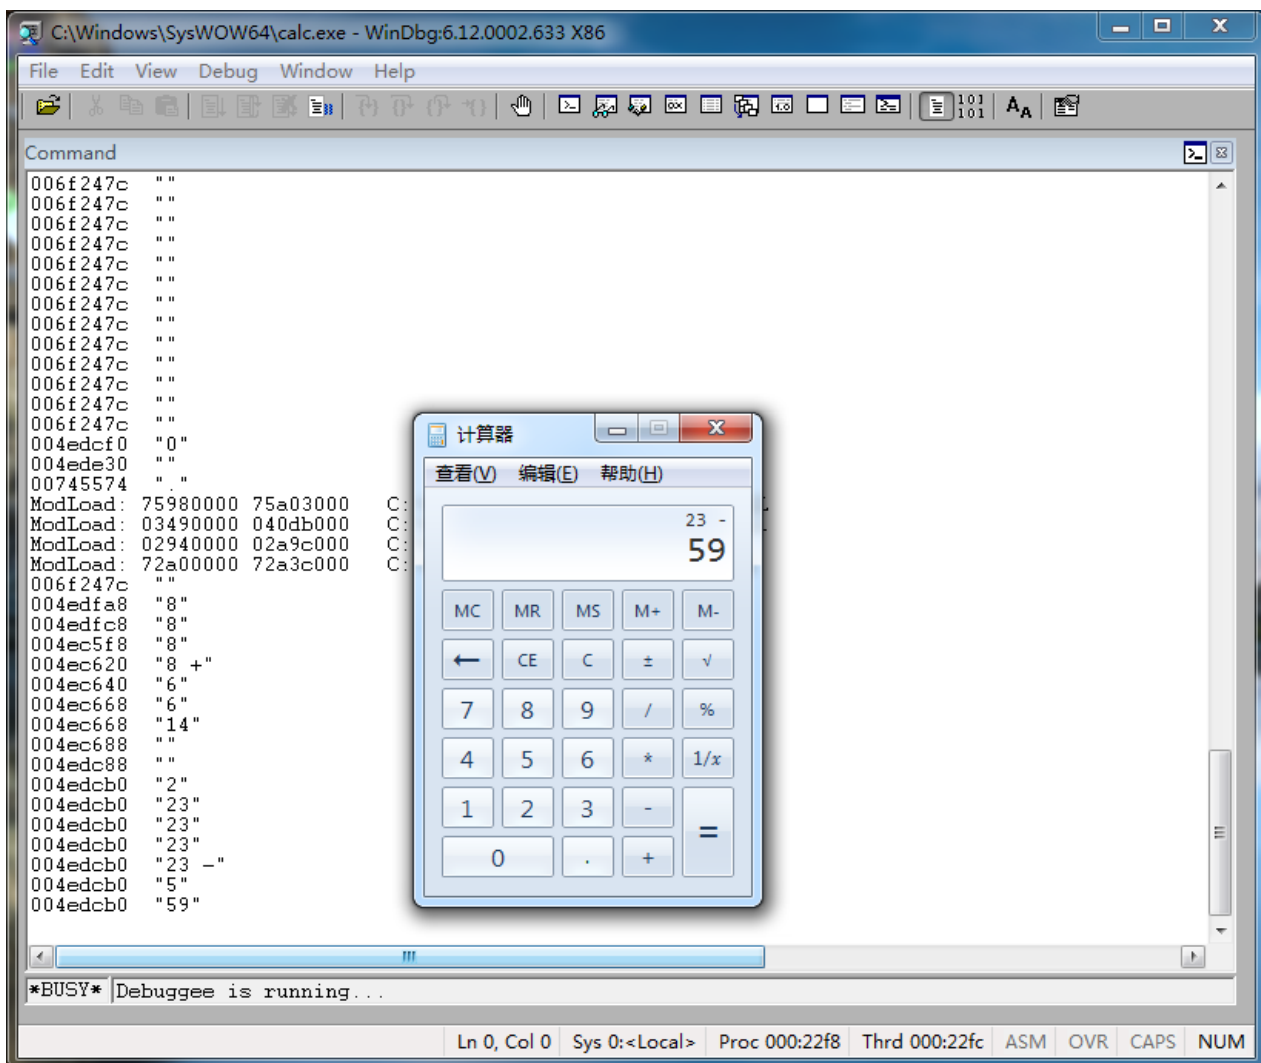 C:\Windows\SysWOW64\calc.exe - WinDbg:6.12.0002.633 X86
File Edit View Debug Window Help
Command
006f247c ""
006f247c ""
006f247c ""
006f247c ""
006f247c ""
006f247c ""
006f247c ""
006f247c ""
006f247c ""
006f247c ""
006f247c ""
006f247c ""
006f247c ""
004edcf0 "0"
004ede30 ""
00745574 "."
ModLoad: 75980000 75a03000 C:
ModLoad: 03490000 040db000 C:
ModLoad: 02940000 02a9c000 C:
ModLoad: 72a00000 72a3c000 C:
006f247c ""
004edfa8 "8"
004edfc8 "8"
004ec5f8 "8"
004ec620 "8 +"
004ec640 "6"
004ec668 "6"
004ec668 "14"
004ec688 ""
004edc88 ""
004edcb0 "2"
004edcb0 "23"
004edcb0 "23"
004edcb0 "23"
004edcb0 "23 −"
004edcb0 "5"
004edcb0 "59"
计算器
查看(V) 编辑(E) 帮助(H)
23 -
59
MC MR MS M+ M-
← CE C ± √
7 8 9 / %
4 5 6 * 1/x
1 2 3 - =
0 . +
*BUSY* Debuggee is running...
Ln 0, Col 0 Sys 0:<Local> Proc 000:22f8 Thrd 000:22fc ASM OVR CAPS NUM